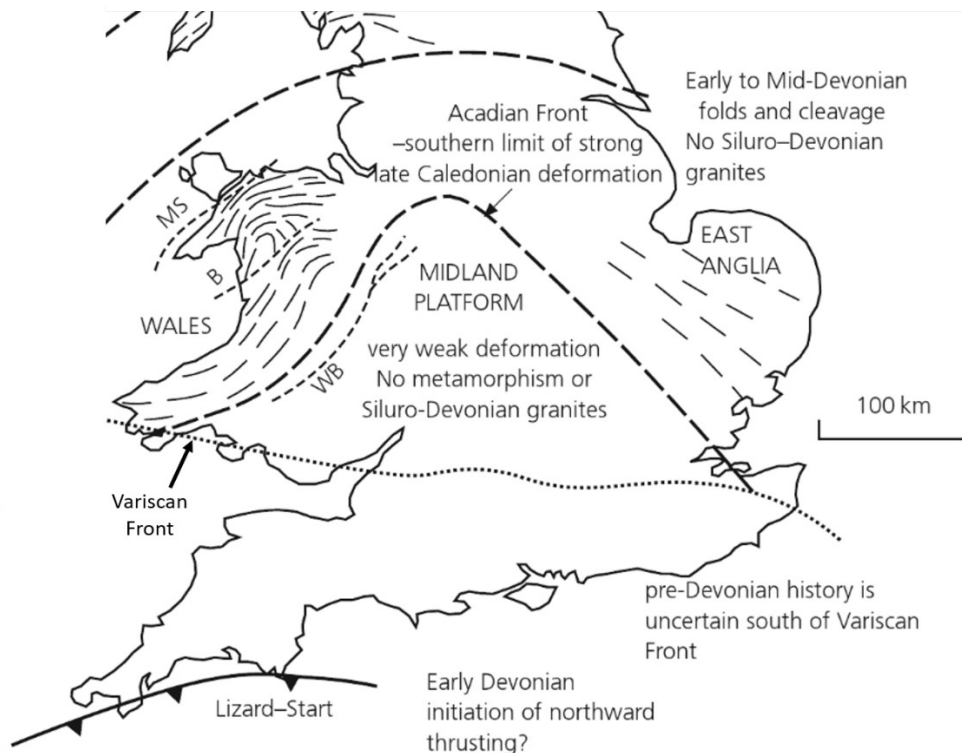 Early to Mid-Devonian
folds and cleavage
No Siluro–Devonian
granites
Acadian Front
–southern limit of strong
late Caledonian deformation
MS
B
WALES
WB
EAST
ANGLIA
MIDLAND
PLATFORM
very weak deformation
No metamorphism or
Siluro-Devonian granites
100 km
Variscan
Front
pre-Devonian history is
uncertain south of Variscan
Front
Lizard–Start
Early Devonian
initiation of northward
thrusting?